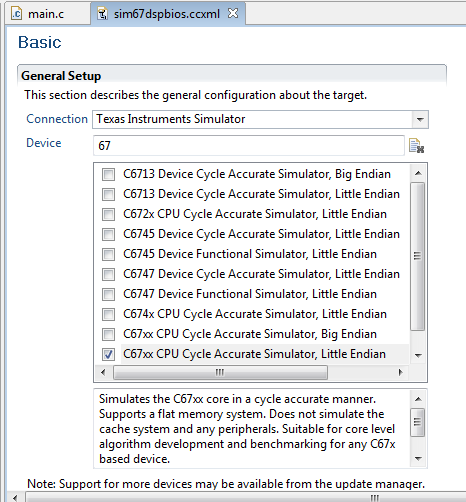 main.c
sim67dspbios.ccxml
Basic
General Setup
This section describes the general configuration about the target.
Connection Texas Instruments Simulator
Device 67
C6713 Device Cycle Accurate Simulator, Big Endian
C6713 Device Cycle Accurate Simulator, Little Endian
C672x CPU Cycle Accurate Simulator, Little Endian
C6745 Device Cycle Accurate Simulator, Little Endian
C6745 Device Functional Simulator, Little Endian
C6747 Device Cycle Accurate Simulator, Little Endian
C6747 Device Functional Simulator, Little Endian
C674x CPU Cycle Accurate Simulator, Little Endian
C67xx CPU Cycle Accurate Simulator, Big Endian
C67xx CPU Cycle Accurate Simulator, Little Endian
Simulates the C67xx core in a cycle accurate manner.
Supports a flat memory system. Does not simulate the
cache system and any peripherals. Suitable for core level
algorithm development and benchmarking for any C67x
based device.
Note: Support for more devices may be available from the update manager.